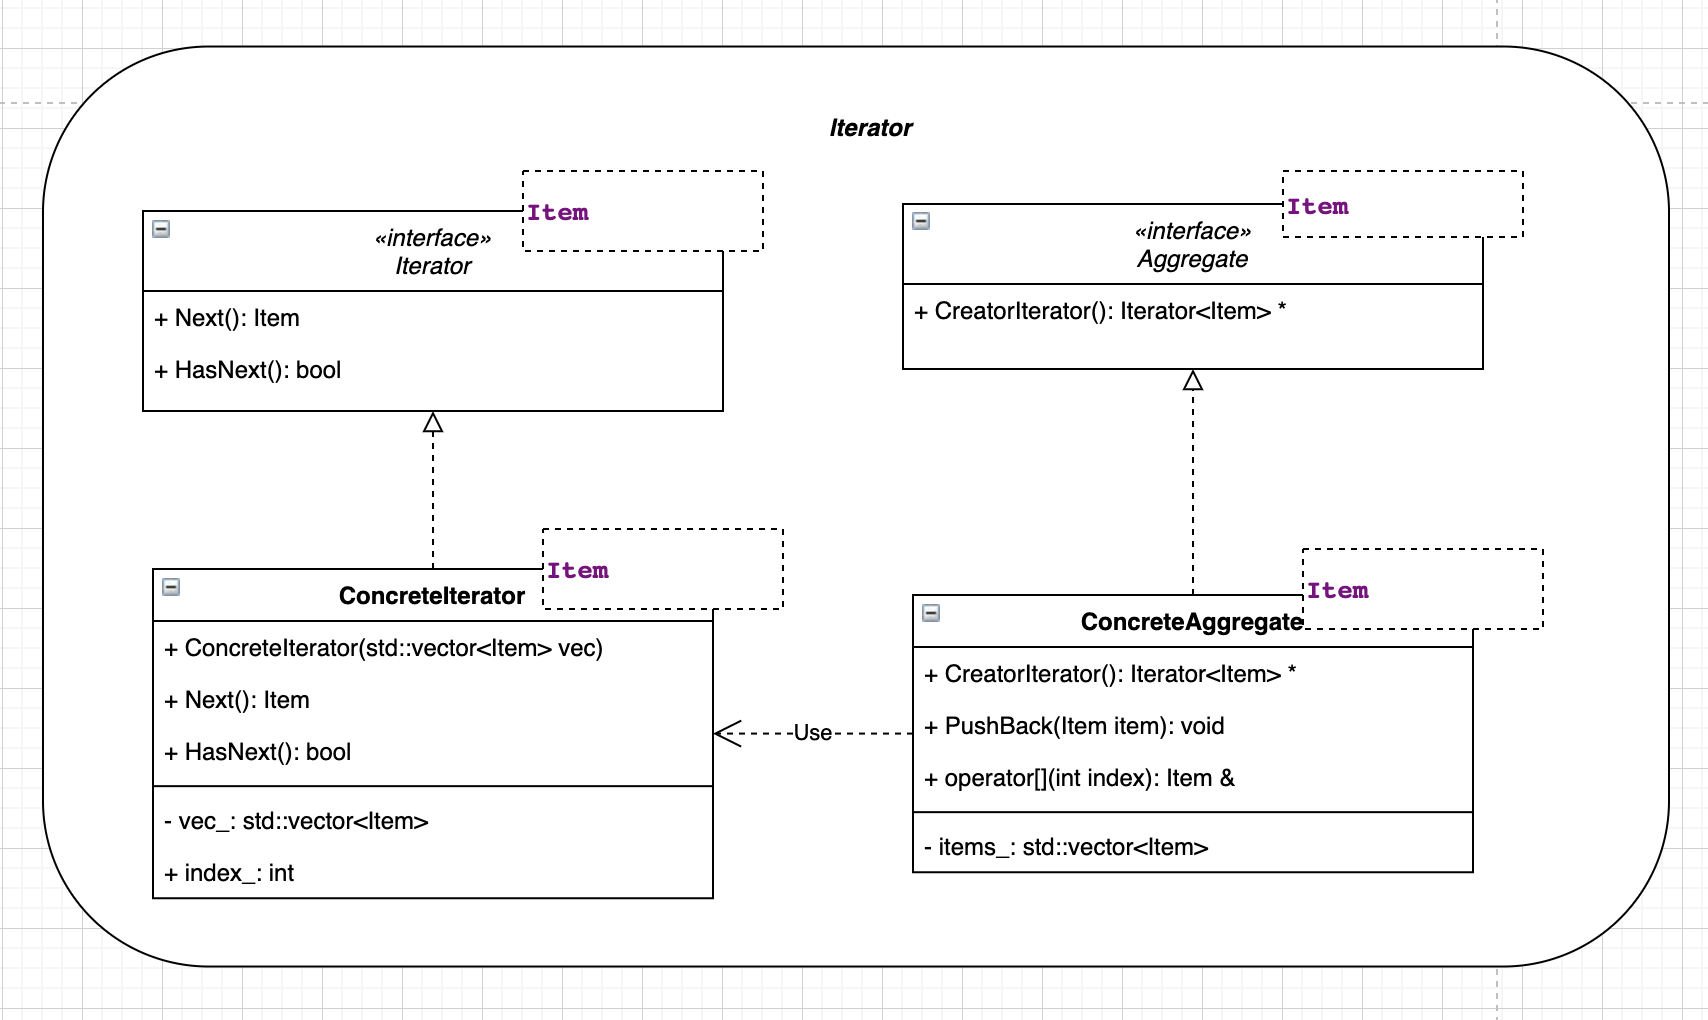 Iterator
Item
«interface»
Iterator
+ Next(): Item
+ HasNext(): bool
Item
«interface»
Aggregate
+ CreatorIterator(): Iterator<Item> *
Item
ConcreteIterator
+ ConcreteIterator(std::vector<Item> vec)
+ Next(): Item
+ HasNext(): bool
- vec_: std::vector<Item>
+ index_: int
Use
Item
ConcreteAggregate
+ CreatorIterator(): Iterator<Item> *
+ PushBack(Item item): void
+ operator[](int index): Item &
- items_: std::vector<Item>